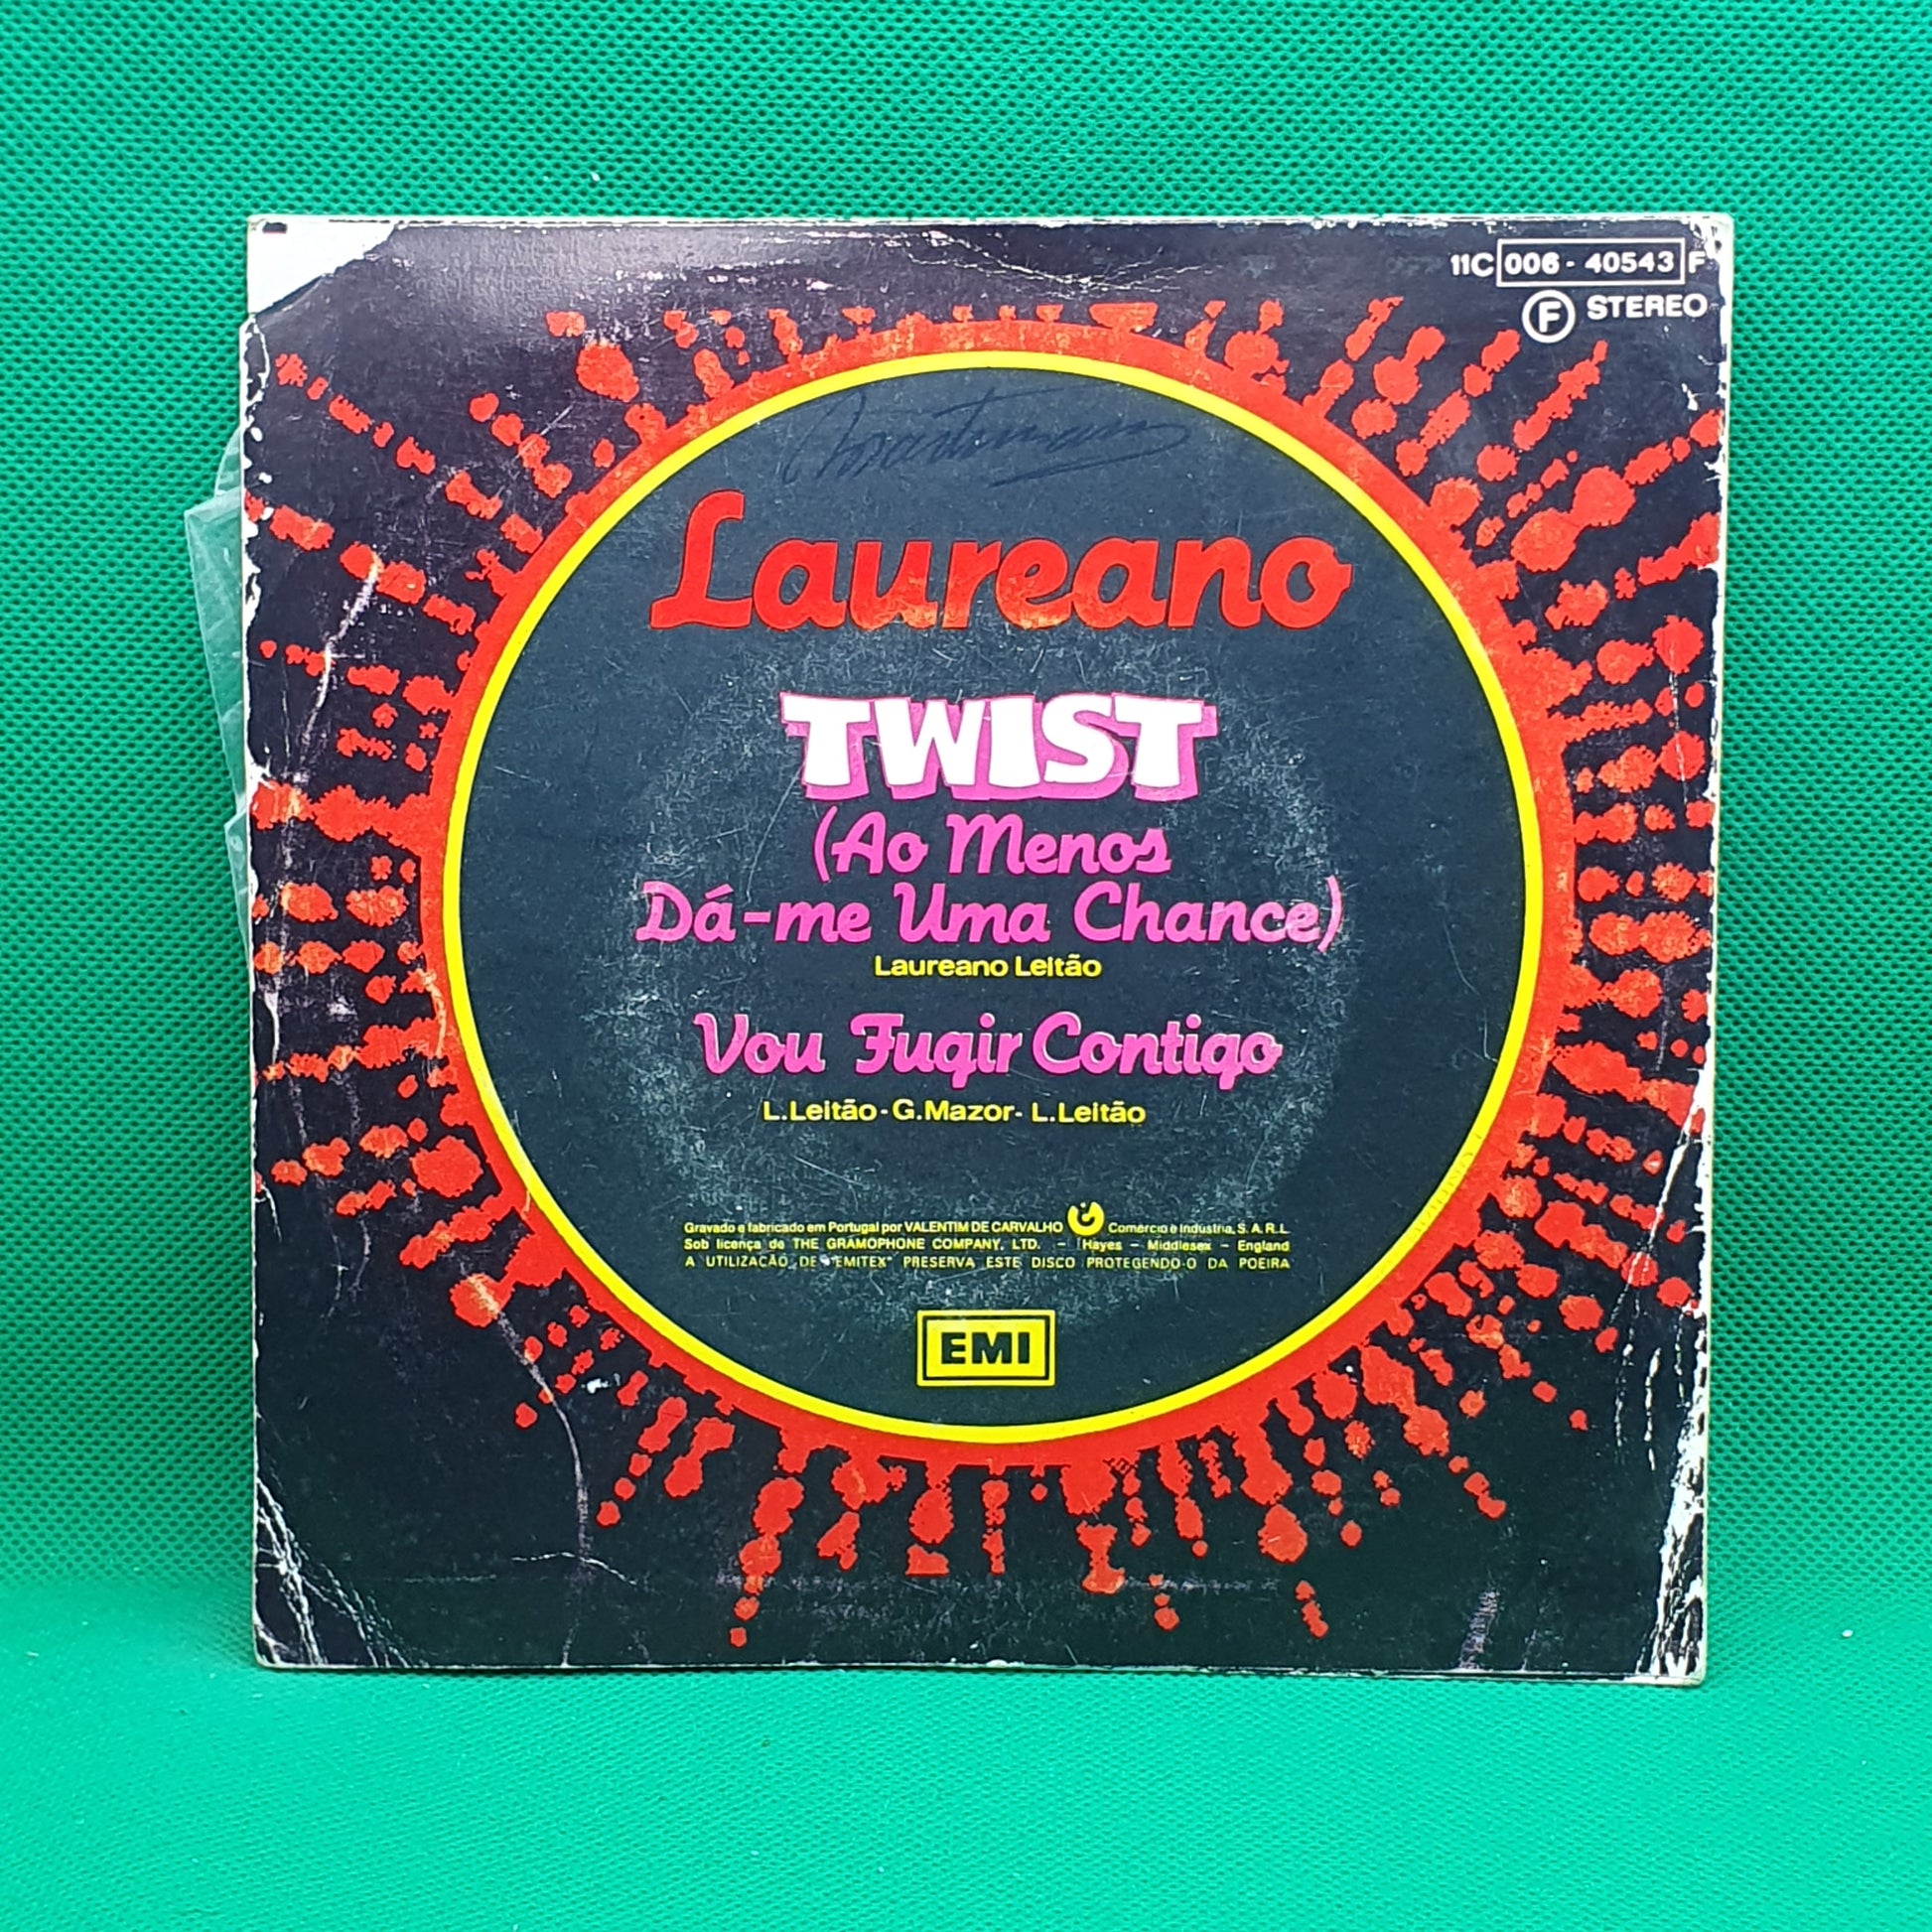 11C 006 - 40543 F
F STEREO
Laureano
TWIST
(Ao Menos
Dá-me Uma Chance)
Laureano Leitão
Vou Fugir Contigo
L.Leitão - G.Mazor - L.Leitão
Gravado e fabricado em Portugal por VALENTIM DE CARVALHO Comércio e Indústria, S.A.R.L.
Sob licença de THE GRAMOPHONE COMPANY, LTD. - Hayes - Middlesex - England
A UTILIZAÇÃO DE "EMITEX" PRESERVA ESTE DISCO PROTEGENDO-O DA POEIRA
EMI